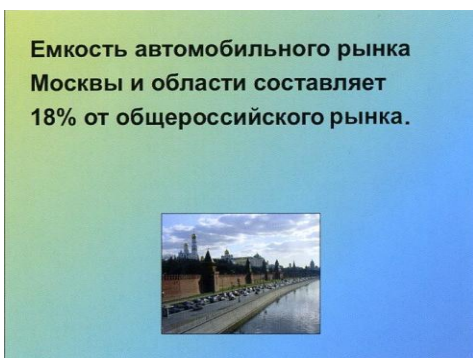 Емкость автомобильного рынка
Москвы и области составляет
18% от общероссийского рынка.